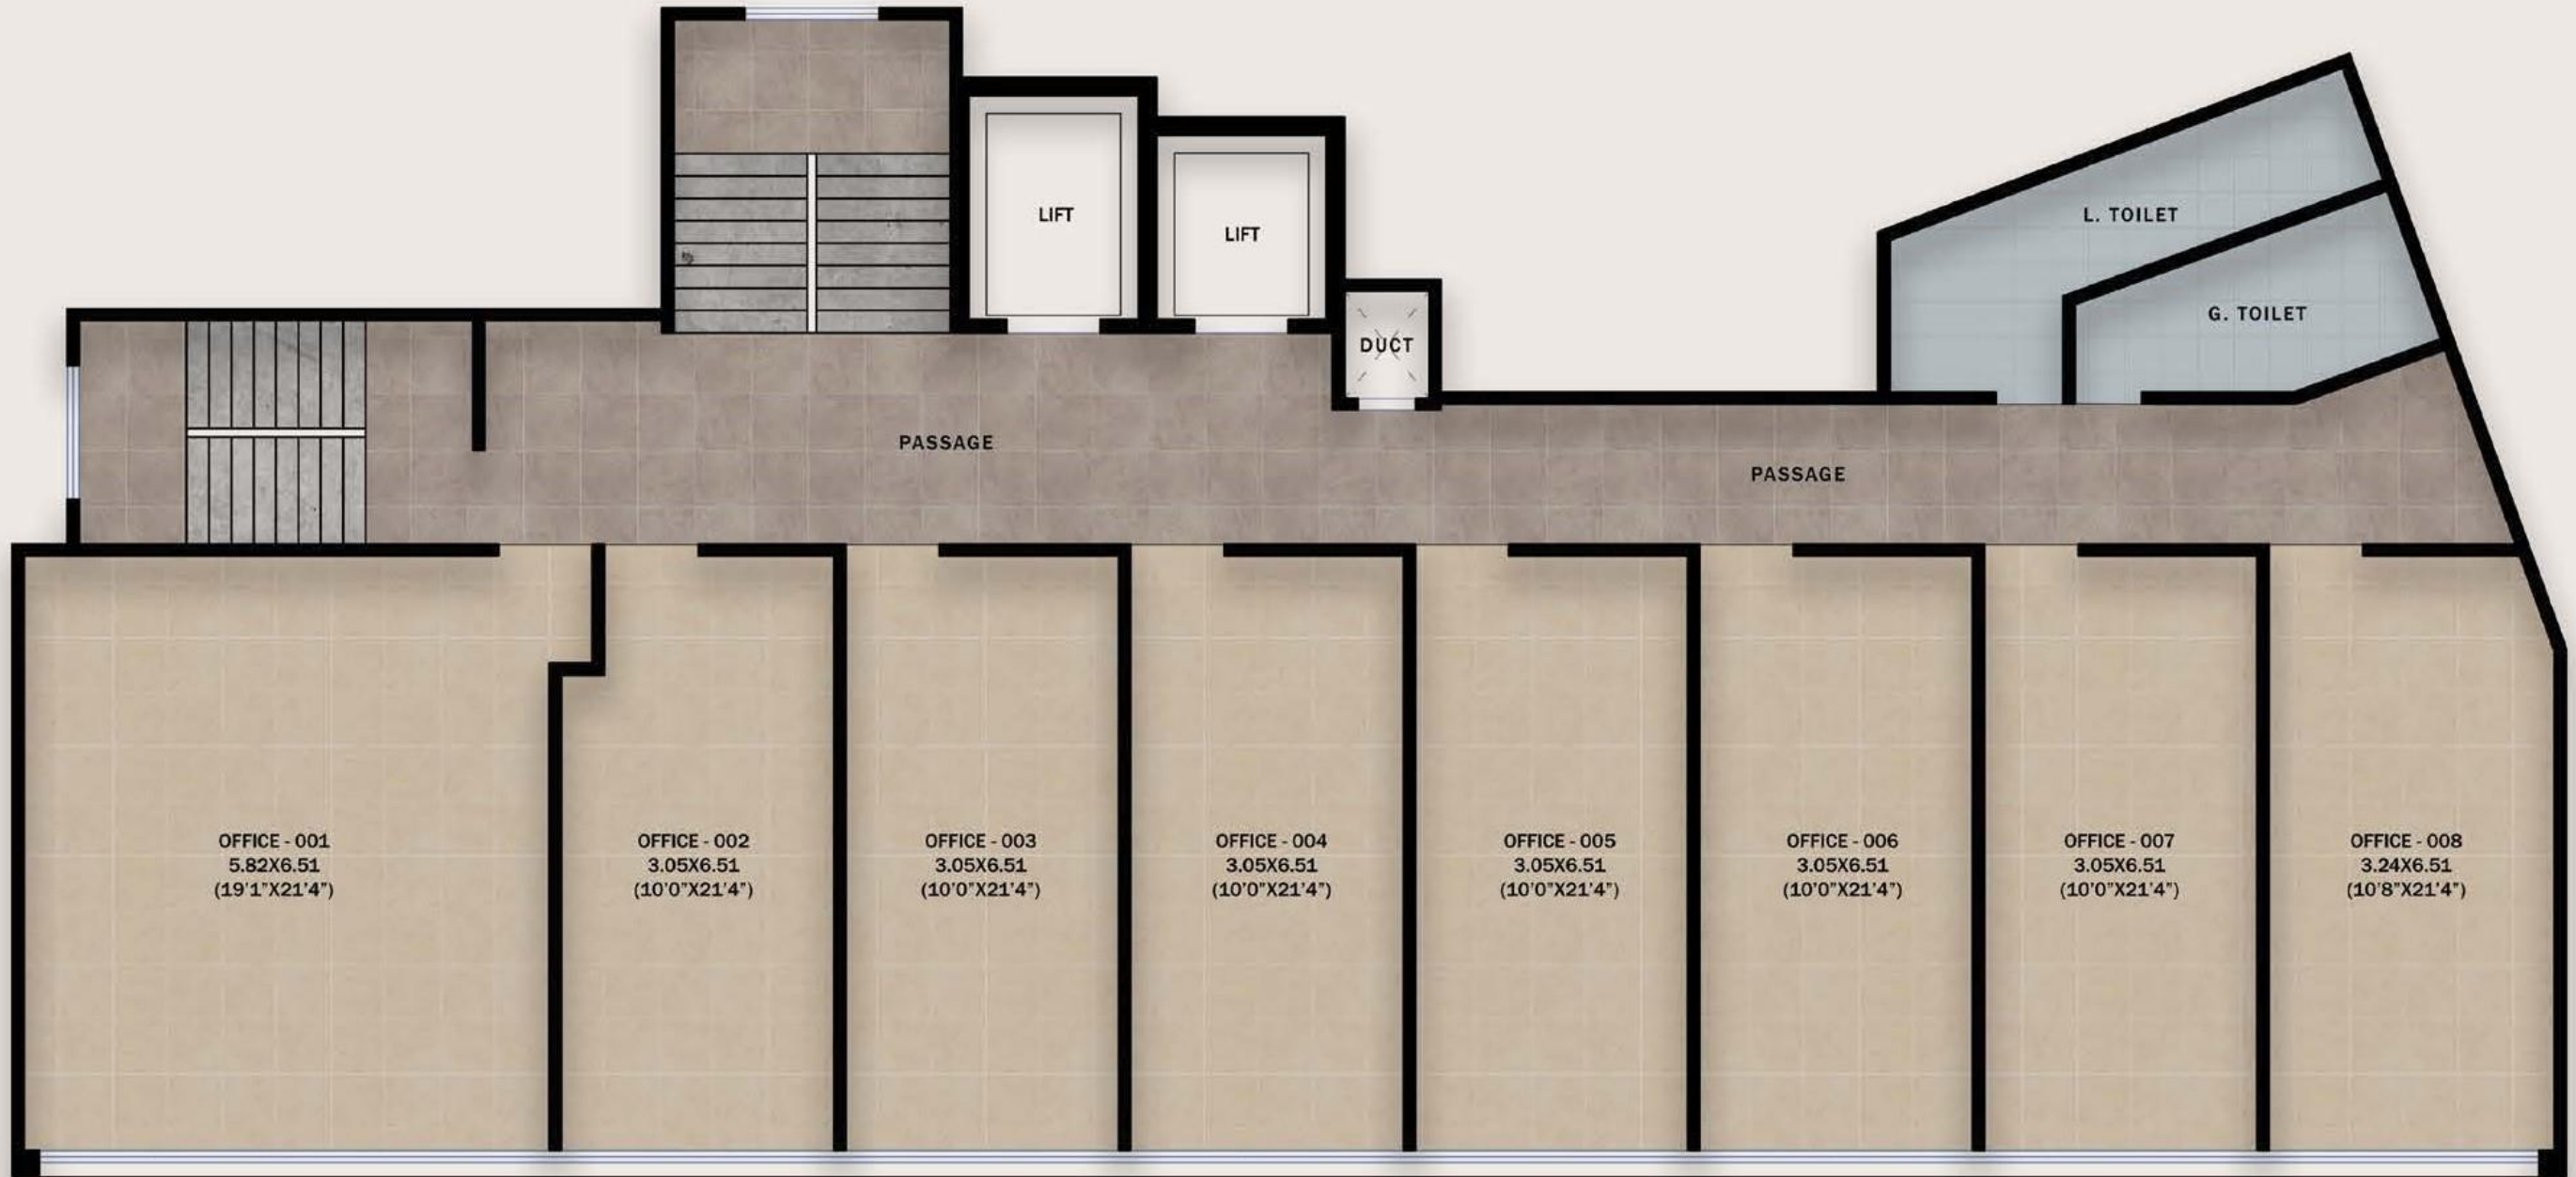 LIFT
LIFT
L. TOILET
G. TOILET
DUCT
PASSAGE
PASSAGE
OFFICE - 001
5.82X6.51
(19'1"X21'4")
OFFICE - 002
3.05X6.51
(10'0"X21'4")
OFFICE - 003
3.05X6.51
(10'0"X21'4")
OFFICE - 004
3.05X6.51
(10'0"X21'4")
OFFICE - 005
3.05X6.51
(10'0"X21'4")
OFFICE - 006
3.05X6.51
(10'0"X21'4")
OFFICE - 007
3.05X6.51
(10'0"X21'4")
OFFICE - 008
3.24X6.51
(10'8"X21'4")